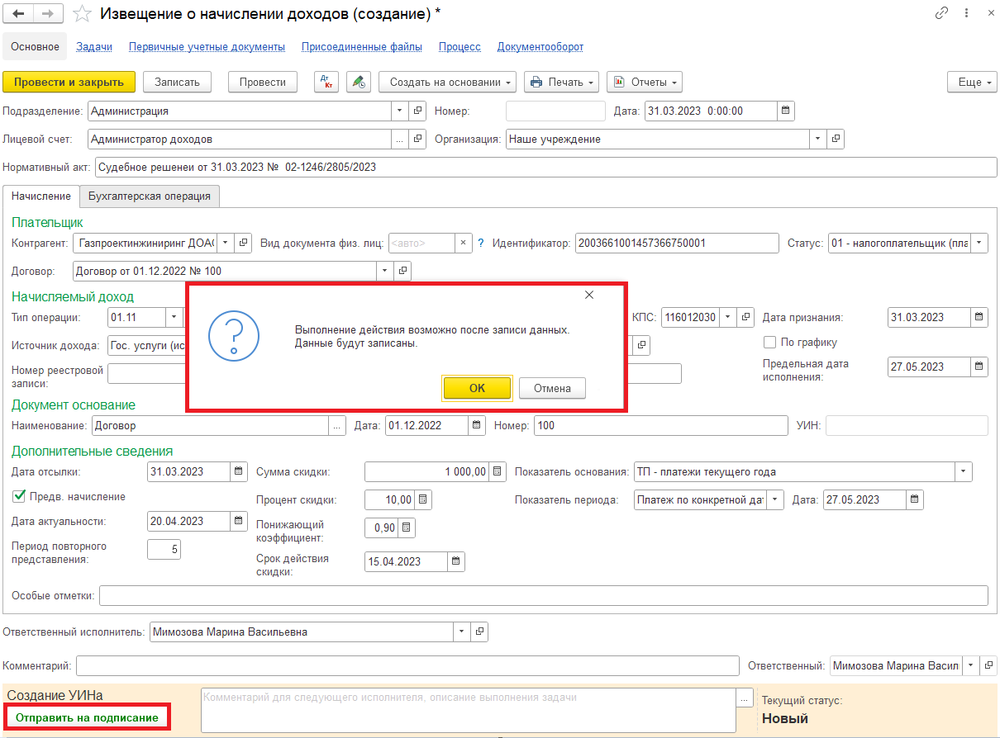 Извещение о начислении доходов (создание) *
Основное Задачи Первичные учетные документы Присоединенные файлы Процесс Документооборот
Провести и закрыть Записать Провести Дт Кт Создать на основании Печать Отчеты Еще
Подразделение: Администрация Номер: Дата: 31.03.2023 0:00:00
Лицевой счет: Администратор доходов ... Организация: Наше учреждение
Нормативный акт: Судебное решенеи от 31.03.2023 № 02-1246/2805/2023
Начисление Бухгалтерская операция
Плательщик
Контрагент: Газпроектинжиниринг ДОАО Вид документа физ. лиц: <авто> × ? Идентификатор: 2003661001457366750001 Статус: 01 - налогоплательщик (пла
Договор: Договор от 01.12.2022 № 100
Начисляемый доход
Тип операции: 01.11 КПС: 116012030 Дата признания: 31.03.2023
Выполнение действия возможно после записи данных.
Данные будут записаны.
Источник дохода: Гос. услуги (ис По графику
Номер реестровой записи: Предельная дата исполнения: 27.05.2023
ОК Отмена
Документ основание
Наименование: Договор ... Дата: 01.12.2022 Номер: 100 УИН:
Дополнительные сведения
Дата отсылки: 31.03.2023 Сумма скидки: 1 000,00 Показатель основания: ТП - платежи текущего года
Предв. начисление Процент скидки: 10,00 Показатель периода: Платеж по конкретной дат Дата: 27.05.2023
Дата актуальности: 20.04.2023 Понижающий коэффициент: 0,90
Период повторного представления: 5 Срок действия скидки: 15.04.2023
Особые отметки:
Ответственный исполнитель: Мимозова Марина Васильевна
Комментарий: Ответственный: Мимозова Марина Васил
Создание УИНа Комментарий для следующего исполнителя, описание выполнения задачи ... Текущий статус:
Отправить на подписание Новый